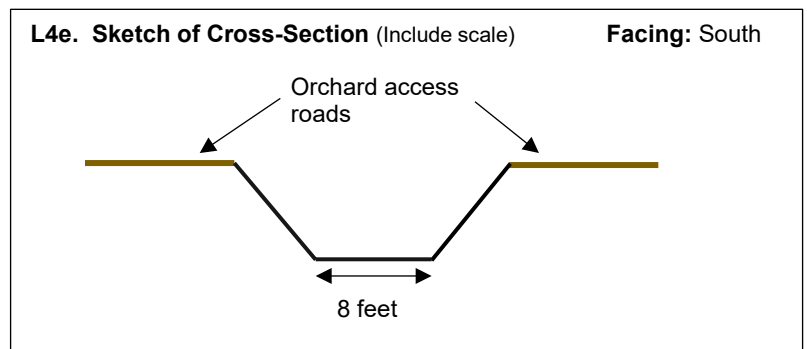 L4e. Sketch of Cross-Section (Include scale) Facing: South
Orchard access
roads
8 feet